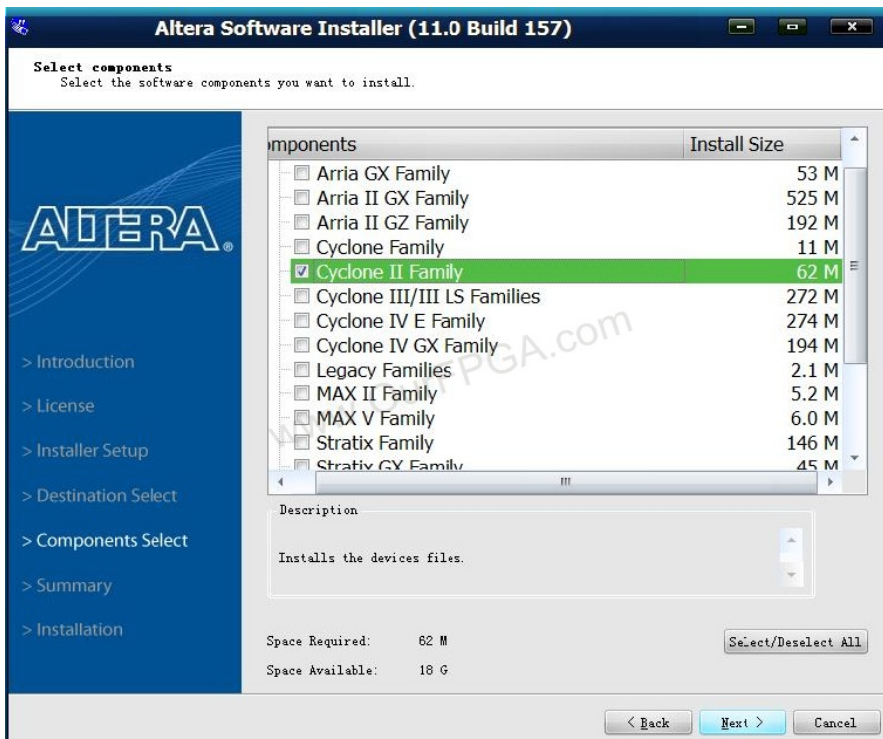 Altera Software Installer (11.0 Build 157)
Select components
Select the software components you want to install.
omponents Install Size
Arria GX Family 53 M
Arria II GX Family 525 M
Arria II GZ Family 192 M
Cyclone Family 11 M
Cyclone II Family 62 M
Cyclone III/III LS Families 272 M
Cyclone IV E Family 274 M
Cyclone IV GX Family 194 M
Legacy Families 2.1 M
MAX II Family 5.2 M
MAX V Family 6.0 M
Stratix Family 146 M
Stratix GX Family 45 M
www.OurFPGA.com
ALTERA®
> Introduction
> License
> Installer Setup
> Destination Select
> Components Select
> Summary
> Installation
Description
Installs the devices files.
Space Required: 62 M
Select/Deselect All
Space Available: 18 G
< Back
Next >
Cancel